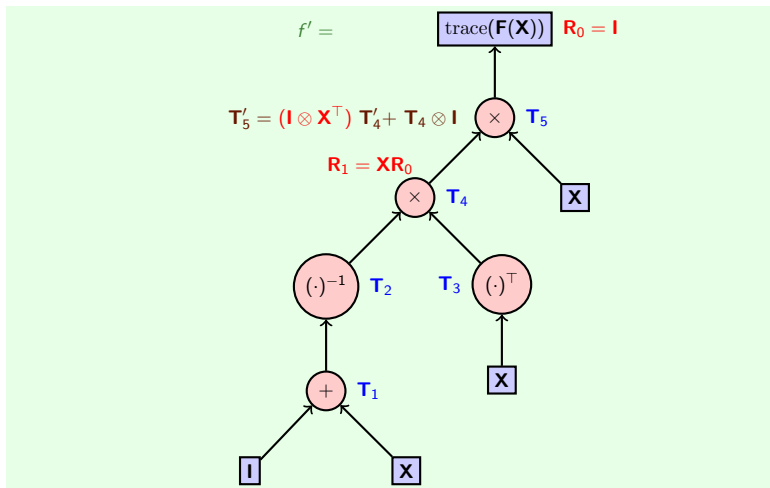 f′ =
trace(F(X)) R₀ = I
T′₅ = (I ⊗ X⊤) T′₄+ T₄ ⊗ I
× T₅
R₁ = XR₀
× T₄
X
(·)⁻¹ T₂
T₃ (·)⊤
X
+ T₁
I
X